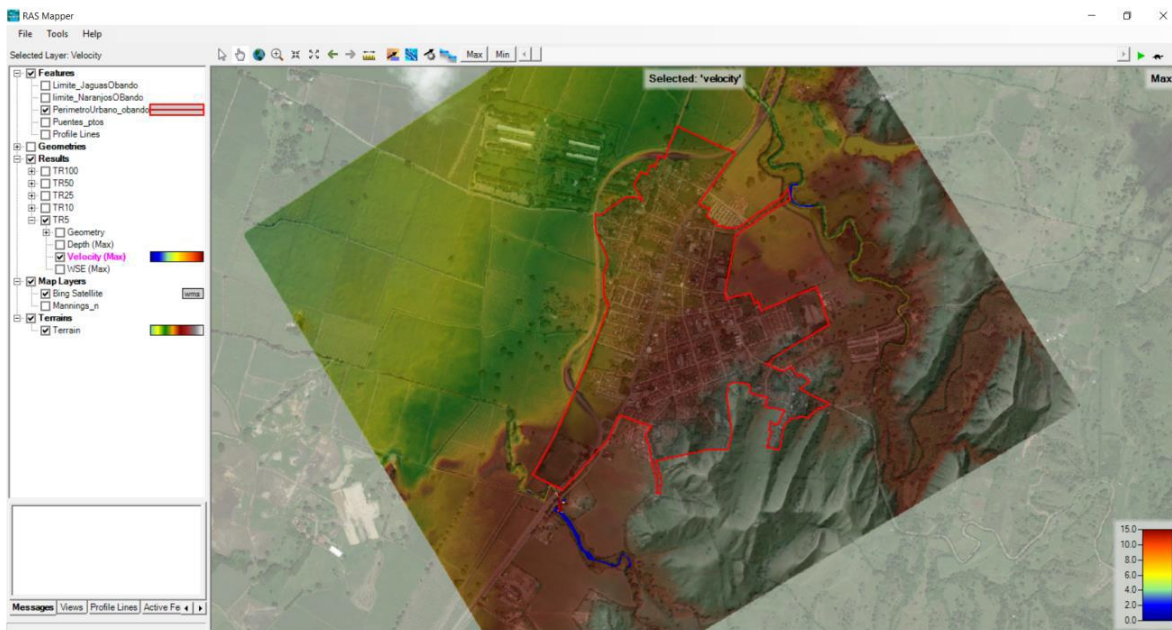 RAS Mapper
File Tools Help
Selected Layer: Velocity
Max Min
Features
Limite_JaguasObando
limite_NaranjosOBando
PerimetroUrbano_obando
Puentes_ptos
Profile Lines
Geometries
Results
TR100
TR50
TR25
TR10
TR5
Geometry
Depth (Max)
Velocity (Max)
WSE (Max)
Map Layers
Bing Satellite
wms
Mannings_n
Terrains
Terrain
Selected: 'velocity'
Max
15.0
10.0
8.0
6.0
4.0
2.0
0.0
Messages Views Profile Lines Active Fe